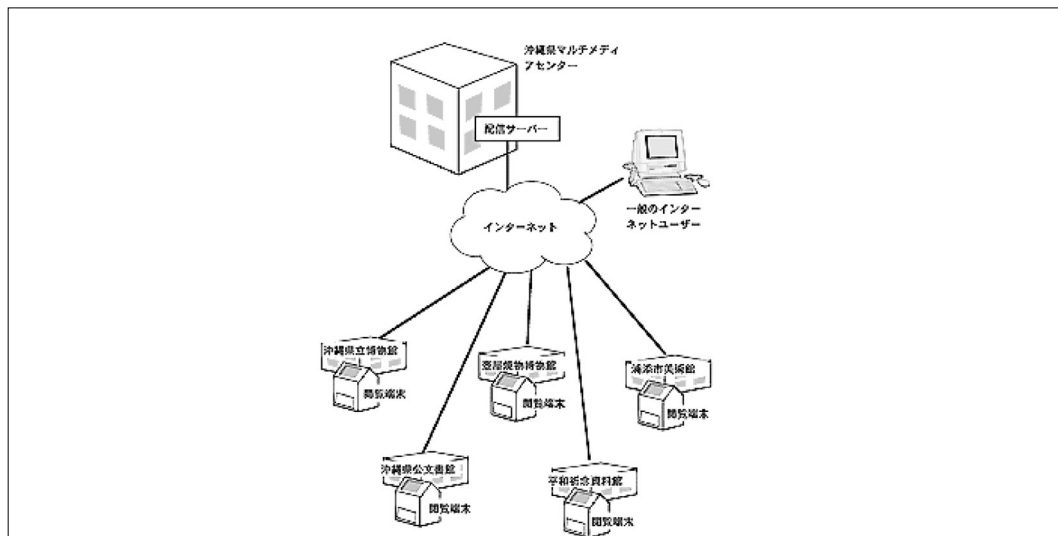 沖縄県マルチメディ
アセンター
配信サーバー
一般のインター
ネットユーザー
インターネット
沖縄県立博物館
閲覧端末
壺屋焼物博物館
閲覧端末
浦添市美術館
閲覧端末
沖縄県公文書館
閲覧端末
平和祈念資料館
閲覧端末